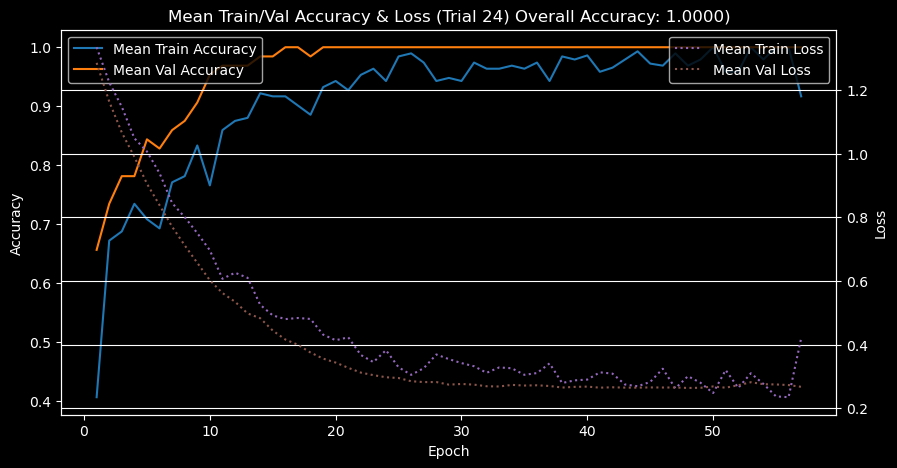 Mean Train/Val Accuracy & Loss (Trial 24) Overall Accuracy: 1.0000)
Mean Train Accuracy
Mean Val Accuracy
Mean Train Loss
Mean Val Loss
1.0
0.9
0.8
0.7
0.6
0.5
0.4
Accuracy
1.2
1.0
0.8
0.6
0.4
0.2
Loss
0 10 20 30 40 50
Epoch